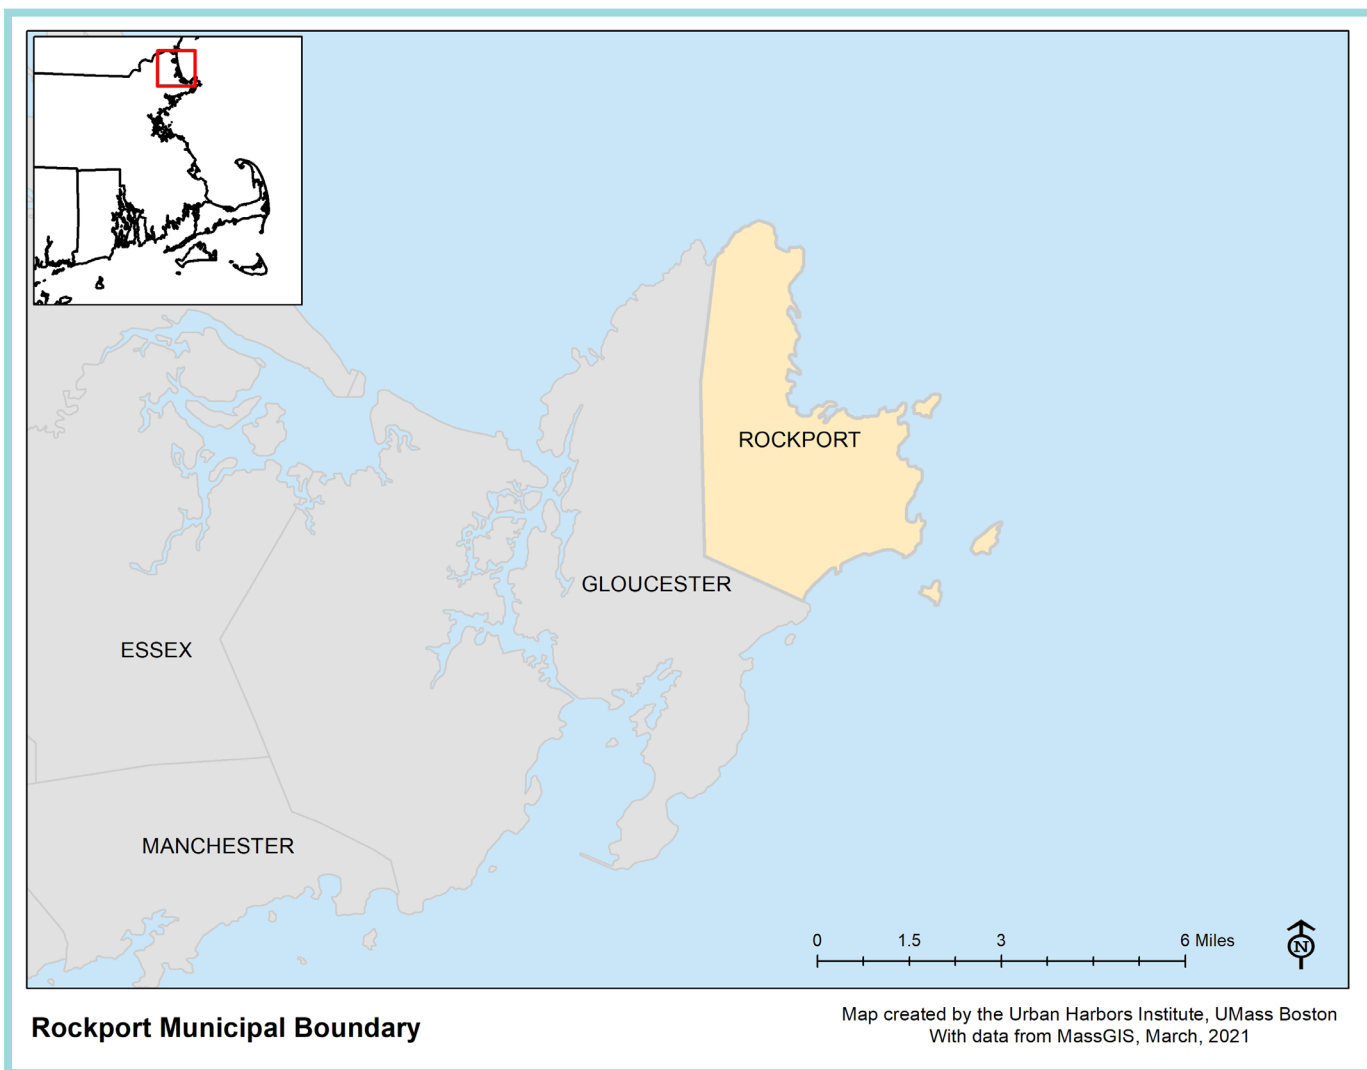 ROCKPORT
GLOUCESTER
ESSEX
MANCHESTER
0 1.5 3 6 Miles
N
Rockport Municipal Boundary
Map created by the Urban Harbors Institute, UMass Boston
With data from MassGIS, March, 2021